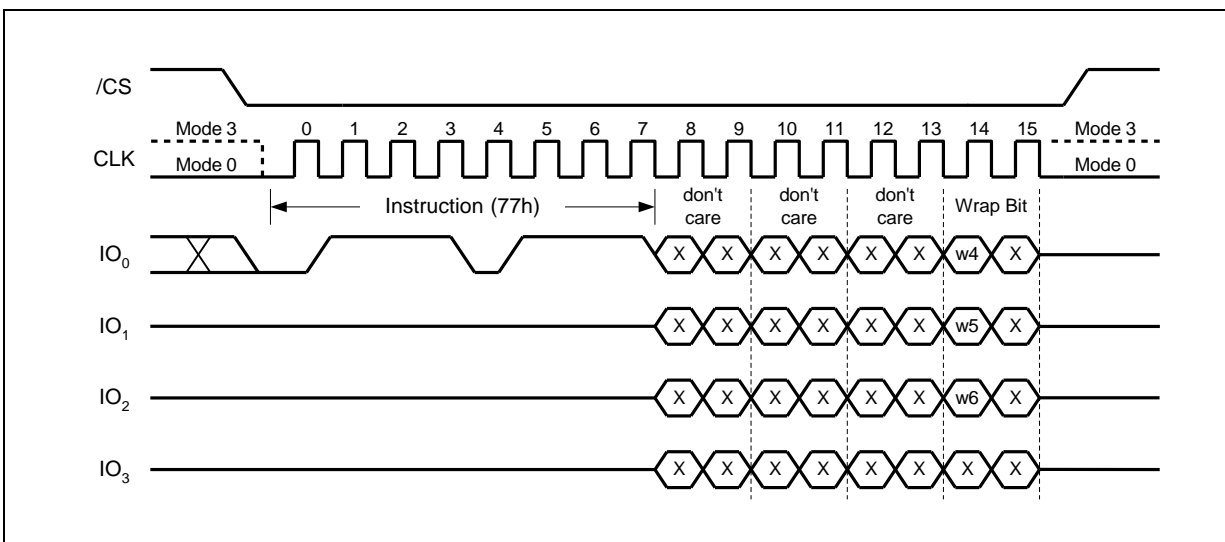 /CS
Mode 3 0 1 2 3 4 5 6 7 8 9 10 11 12 13 14 15 Mode 3
CLK
Mode 0 Mode 0
Instruction (77h) don't care don't care don't care Wrap Bit
IO0 X X X X X X w4 X
IO1 X X X X X X w5 X
IO2 X X X X X X w6 X
IO3 X X X X X X X X